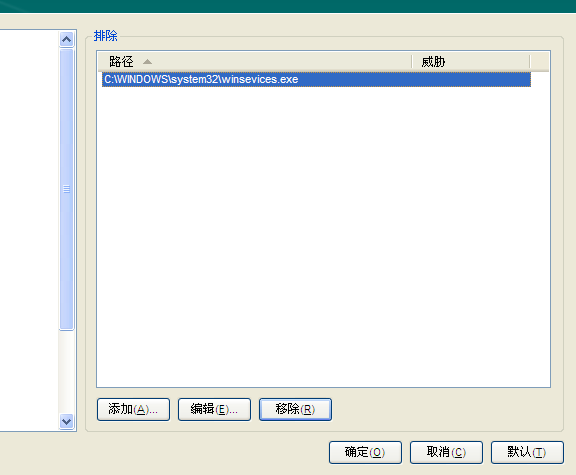 排除
路径 威胁
C:\WINDOWS\system32\winsevices.exe
添加(A)... 编辑(E)... 移除(R)
确定(O) 取消(C) 默认(T)